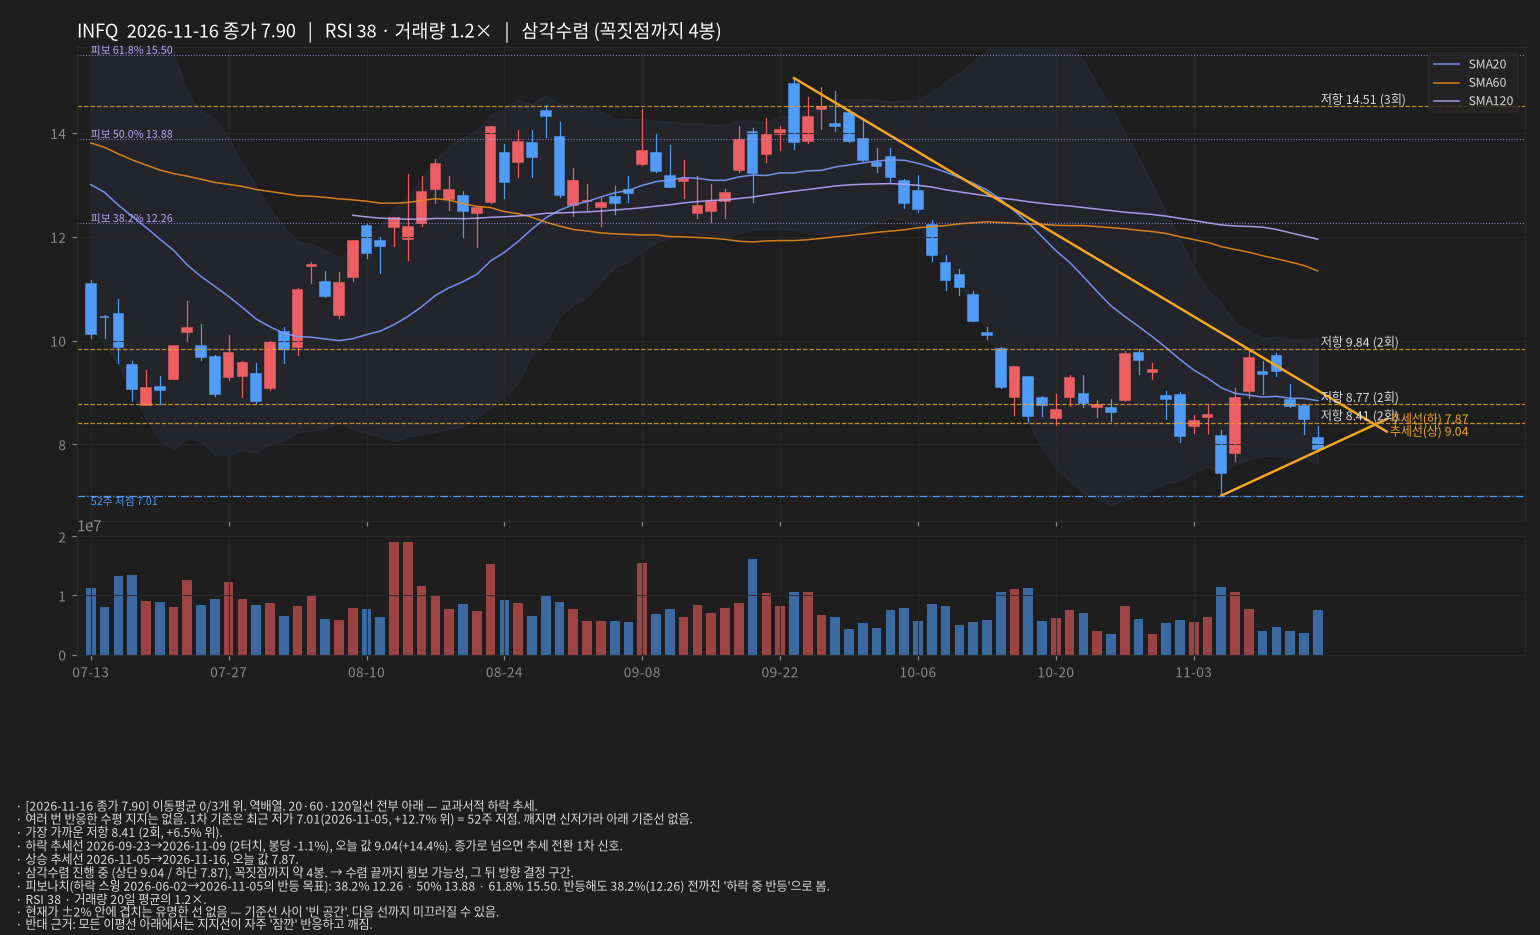 INFQ 2026-11-16 종가 7.90 | RSI 38 · 거래량 1.2× | 삼각수렴 (꼭짓점까지 4봉)
피보 61.8% 15.50
SMA20
SMA60
SMA120
저항 14.51 (3회)
14
피보 50.0% 13.88
피보 38.2% 12.26
12
10
저항 9.84 (2회)
저항 8.77 (2회)
저항 8.41 (2회)
추세선(하) 7.87
추세선(상) 9.04
8
52주 저점 7.01
1e7
2
1
0
07-13 07-27 08-10 08-24 09-08 09-22 10-06 10-20 11-03
· [2026-11-16 종가 7.90] 이동평균 0/3개 위. 역배열. 20·60·120일선 전부 아래 — 교과서적 하락 추세.
· 여러 번 반응한 수평 지지는 없음. 1차 기준은 최근 저가 7.01(2026-11-05, +12.7% 위) = 52주 저점. 깨지면 신저가라 아래 기준선 없음.
· 가장 가까운 저항 8.41 (2회, +6.5% 위).
· 하락 추세선 2026-09-23→2026-11-09 (2터치, 봉당 -1.1%), 오늘 값 9.04(+14.4%). 종가로 넘으면 추세 전환 1차 신호.
· 상승 추세선 2026-11-05→2026-11-16, 오늘 값 7.87.
· 삼각수렴 진행 중 (상단 9.04 / 하단 7.87), 꼭짓점까지 약 4봉. → 수렴 끝까지 횡보 가능성, 그 뒤 방향 결정 구간.
· 피보나치(하락 스윙 2026-06-02→2026-11-05의 반등 목표): 38.2% 12.26 · 50% 13.88 · 61.8% 15.50. 반등해도 38.2%(12.26) 전까진 '하락 중 반등'으로 봄.
· RSI 38 · 거래량 20일 평균의 1.2×.
· 현재가 ±2% 안에 겹치는 유명한 선 없음 — 기준선 사이 '빈 공간'. 다음 선까지 미끄러질 수 있음.
· 반대 근거: 모든 이평선 아래에서는 지지선이 자주 '잠깐' 반응하고 깨짐.